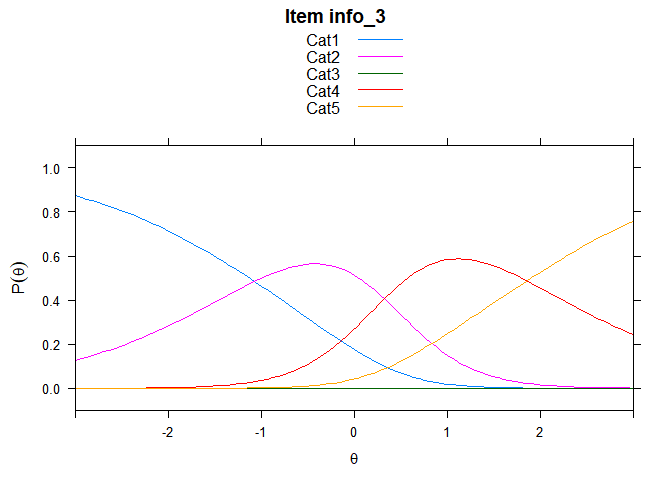 Item info_3
Cat1
Cat2
Cat3
Cat4
Cat5
1.0
0.8
0.6
0.4
0.2
0.0
P(θ)
-2 -1 0 1 2
θ